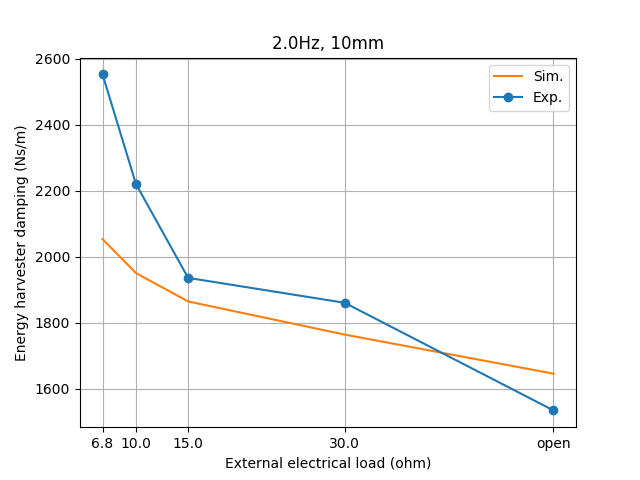 2.0Hz, 10mm
Sim.
Exp.
Energy harvester damping (Ns/m)
2600
2400
2200
2000
1800
1600
6.8 10.0 15.0 30.0 open
External electrical load (ohm)